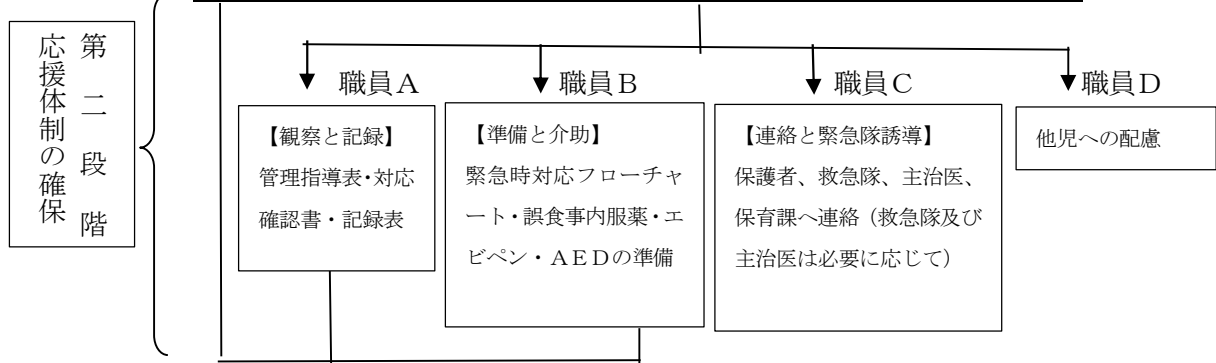 第二段階
応援体制の確保
職員A
【観察と記録】
管理指導表・対応
確認書・記録表
職員B
【準備と介助】
緊急時対応フローチャ
ート・誤食事内服薬・エ
ピペン・AEDの準備
職員C
【連絡と緊急隊誘導】
保護者、救急隊、主治医、
保育課へ連絡（救急隊及び
主治医は必要に応じて）
職員D
他児への配慮